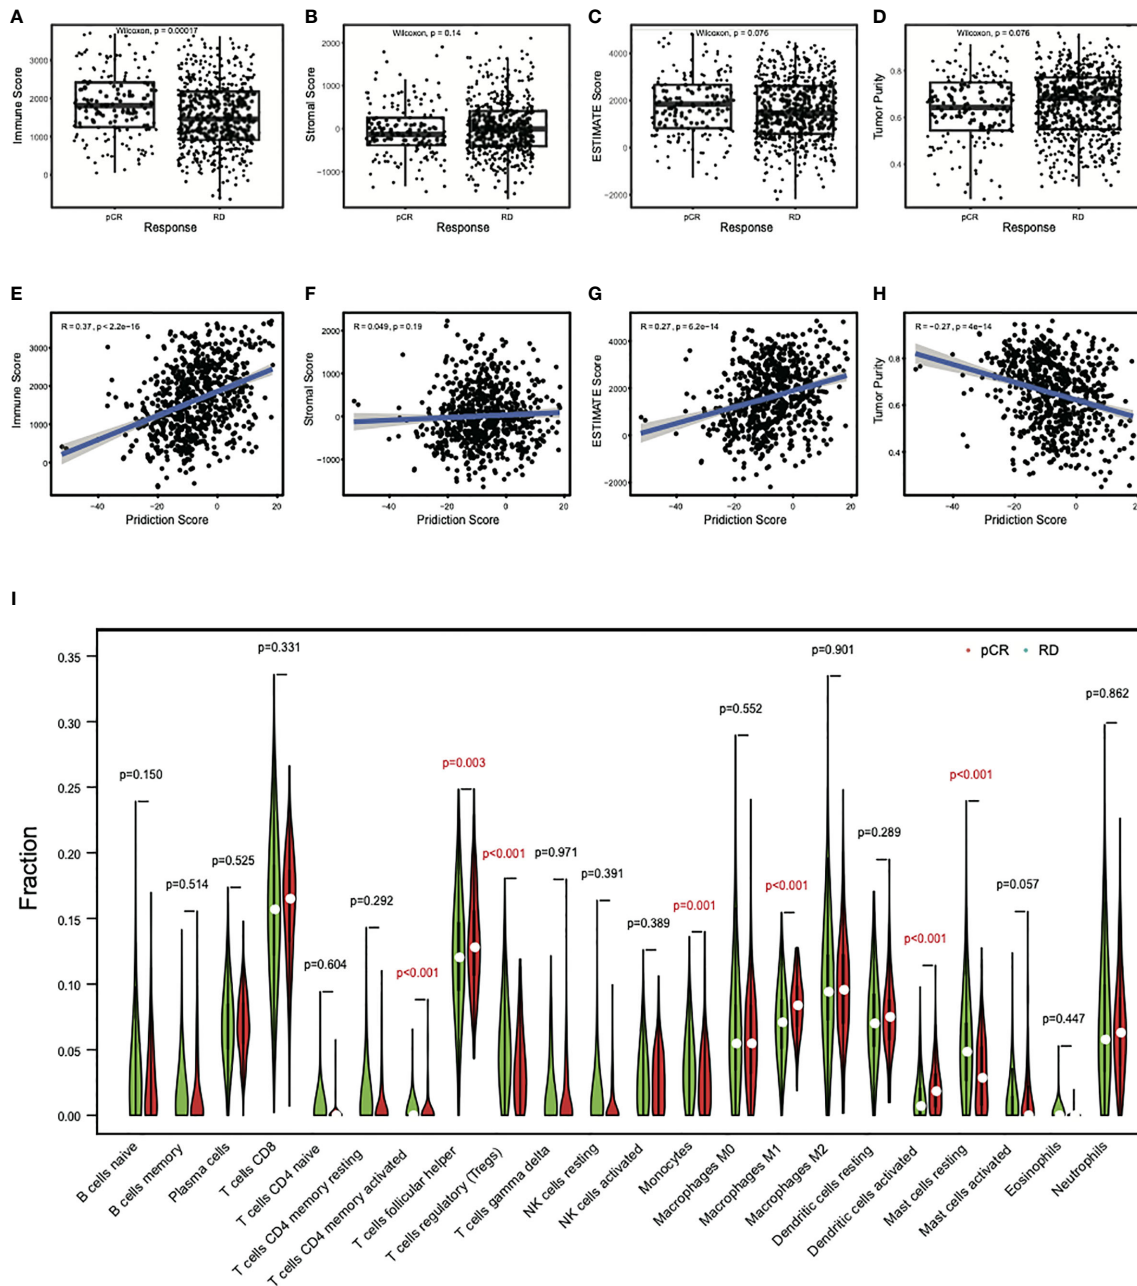 A
B
C
D
Wilcoxon, p = 0.00017
Wilcoxon, p = 0.14
Wilcoxon, p = 0.076
Wilcoxon, p = 0.076
Immune Score
3000
2000
1000
0
pCR
RD
Response
Stromal Score
2000
1000
0
−1000
pCR
RD
Response
ESTIMATE Score
4000
2000
0
−2000
pCR
RD
Response
Tumor Purity
0.8
0.6
0.4
pCR
RD
Response
E
F
G
H
R = 0.37, p < 2.2e−16
Immune Score
3000
2000
1000
0
−40
−20
0
20
Pridiction Score
R = 0.049, p = 0.19
Stromal Score
2000
1000
0
−1000
−40
−20
0
20
Pridiction Score
R = 0.27, p = 6.2e−14
ESTIMATE Score
4000
2000
0
−2000
−40
−20
0
20
Pridiction Score
R = −0.27, p = 4e−14
Tumor Purity
0.8
0.6
0.4
−40
−20
0
20
Pridiction Score
I
Fraction
0.35
0.30
0.25
0.20
0.15
0.10
0.05
0.00
pCR
RD
p=0.150
p=0.514
p=0.525
p=0.331
p=0.604
p=0.292
p<0.001
p=0.003
p<0.001
p=0.971
p=0.391
p=0.389
p=0.001
p=0.552
p<0.001
p=0.901
p=0.289
p<0.001
p<0.001
p=0.057
p=0.447
p=0.862
B cells naive
B cells memory
Plasma cells
T cells CD8
T cells CD4 naive
T cells CD4 memory resting
T cells CD4 memory activated
T cells follicular helper
T cells regulatory (Tregs)
T cells gamma delta
NK cells resting
NK cells activated
Monocytes
Macrophages M0
Macrophages M1
Macrophages M2
Dendritic cells resting
Dendritic cells activated
Mast cells resting
Mast cells activated
Eosinophils
Neutrophils